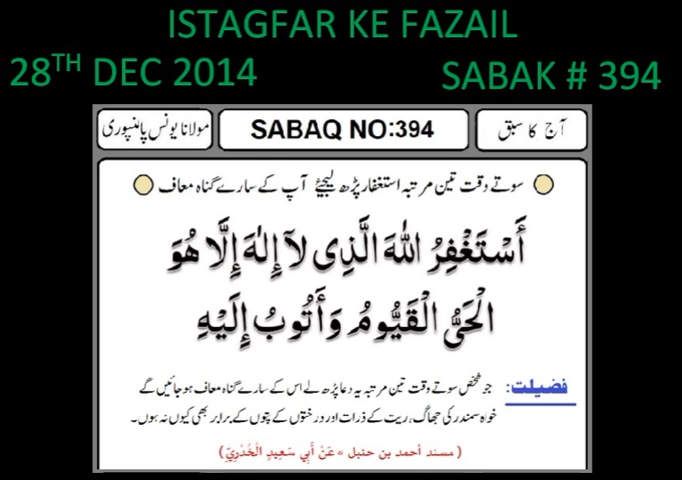 ISTAGFAR KE FAZAIL
28TH DEC 2014 SABAK # 394
آج کا سبق SABAQ NO:394 مولانا یونس پالنپوری
سوتے وقت تین مرتبہ استغفار پڑھ لیجئے آپ کے سارے گناہ معاف
أَسْتَغْفِرُ اللهَ الَّذِى لَآ إِلٰهَ إِلَّا هُوَ
الْحَىُّ الْقَيُّومُ وَأَتُوبُ إِلَيْهِ
فضیلت: جو شخص سوتے وقت تین مرتبہ یہ دعا پڑھ لے اس کے سارے گناہ معاف ہو جائیں گے
خواہ سمندر کی جھاگ، ریت کے ذرات اور درختوں کے پتوں کے برابر بھی کیوں نہ ہوں۔
(مسند أحمد بن حنبل » عَنْ أَبِي سَعِيدٍ الْخُدْرِيِّ)